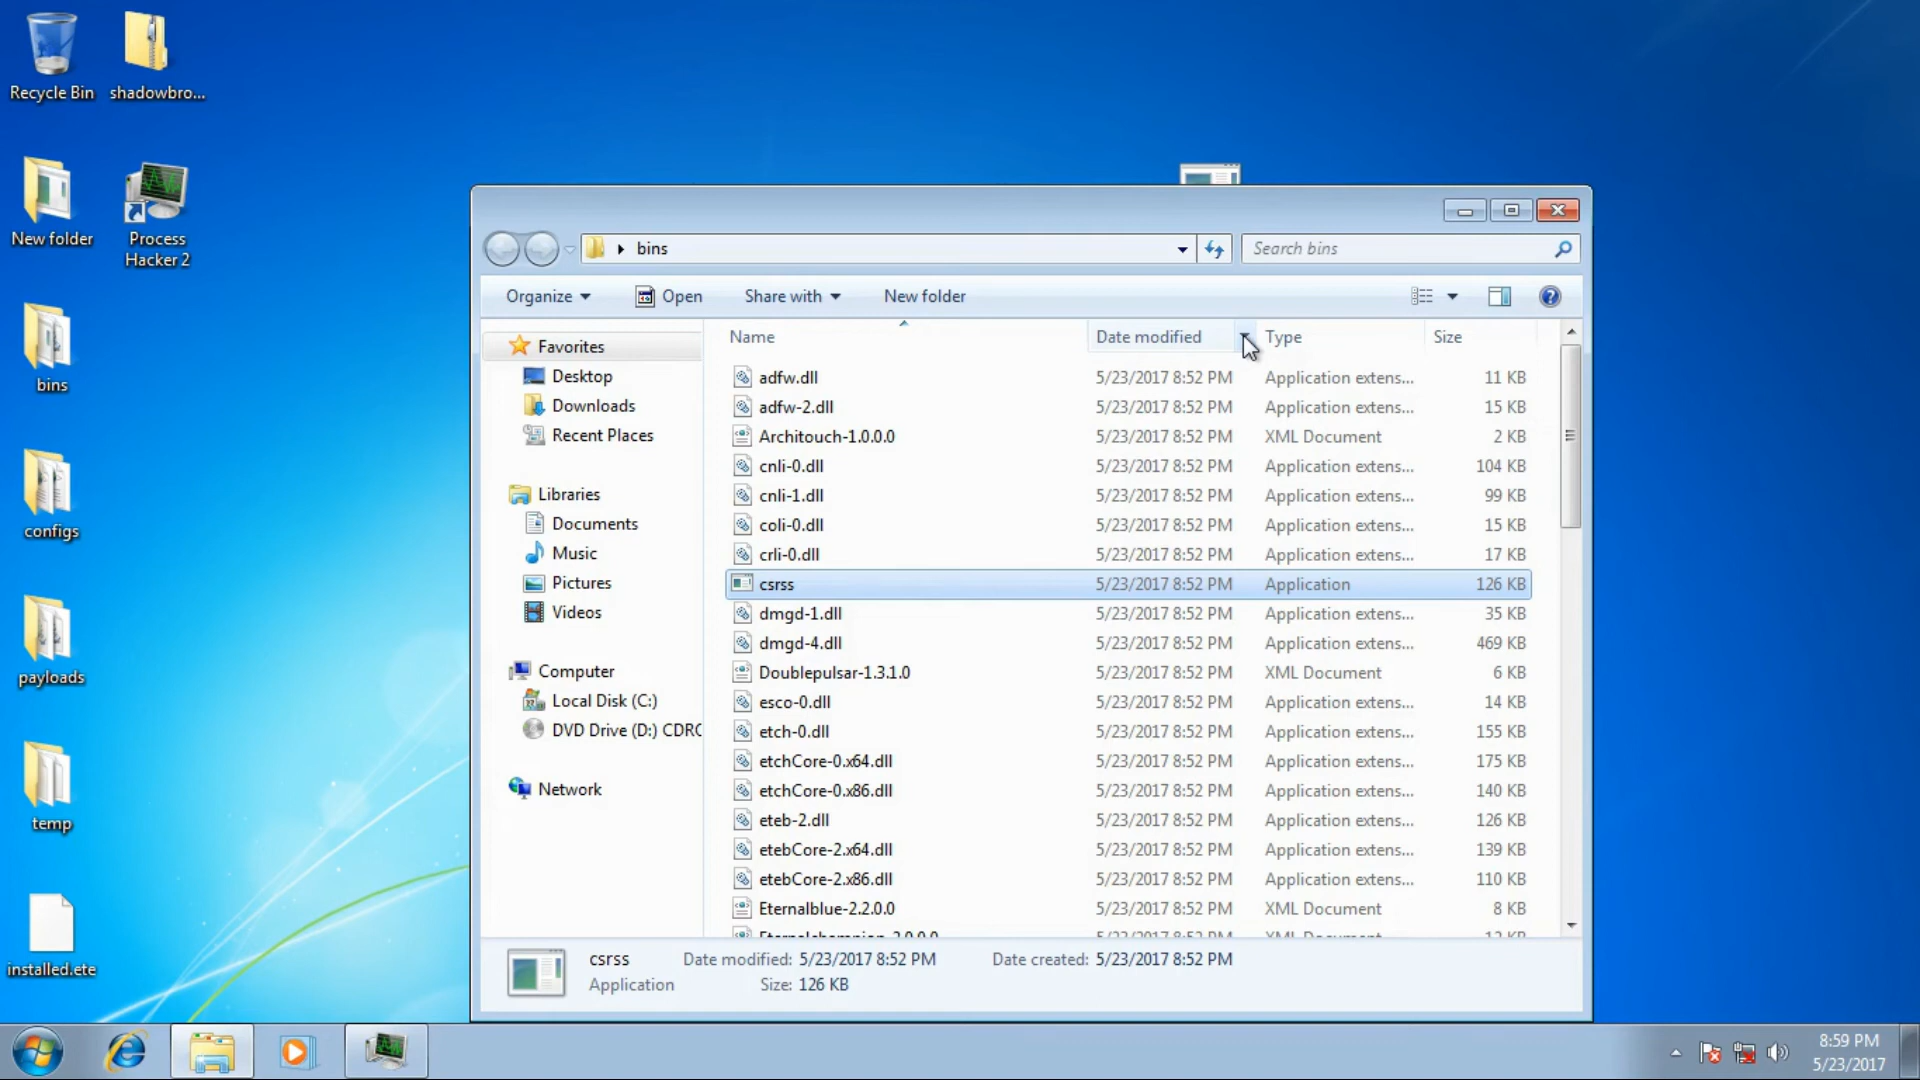 Recycle Bin
shadowbro...
New folder
Process
Hacker 2
bins
configs
payloads
temp
installed.ete
bins
Search bins
Organize
Open
Share with
New folder
Favorites
Desktop
Downloads
Recent Places
Libraries
Documents
Music
Pictures
Videos
Computer
Local Disk (C:)
DVD Drive (D:) CDRO
Network
Name Date modified Type Size
adfw.dll 5/23/2017 8:52 PM Application extens... 11 KB
adfw-2.dll 5/23/2017 8:52 PM Application extens... 15 KB
Architouch-1.0.0.0 5/23/2017 8:52 PM XML Document 2 KB
cnli-0.dll 5/23/2017 8:52 PM Application extens... 104 KB
cnli-1.dll 5/23/2017 8:52 PM Application extens... 99 KB
coli-0.dll 5/23/2017 8:52 PM Application extens... 15 KB
crli-0.dll 5/23/2017 8:52 PM Application extens... 17 KB
csrss 5/23/2017 8:52 PM Application 126 KB
dmgd-1.dll 5/23/2017 8:52 PM Application extens... 35 KB
dmgd-4.dll 5/23/2017 8:52 PM Application extens... 469 KB
Doublepulsar-1.3.1.0 5/23/2017 8:52 PM XML Document 6 KB
esco-0.dll 5/23/2017 8:52 PM Application extens... 14 KB
etch-0.dll 5/23/2017 8:52 PM Application extens... 155 KB
etchCore-0.x64.dll 5/23/2017 8:52 PM Application extens... 175 KB
etchCore-0.x86.dll 5/23/2017 8:52 PM Application extens... 140 KB
eteb-2.dll 5/23/2017 8:52 PM Application extens... 126 KB
etebCore-2.x64.dll 5/23/2017 8:52 PM Application extens... 139 KB
etebCore-2.x86.dll 5/23/2017 8:52 PM Application extens... 110 KB
Eternalblue-2.2.0.0 5/23/2017 8:52 PM XML Document 8 KB
Eternalchampion-2.0.0.0
csrss Date modified: 5/23/2017 8:52 PM Date created: 5/23/2017 8:52 PM
Application Size: 126 KB
8:59 PM
5/23/2017